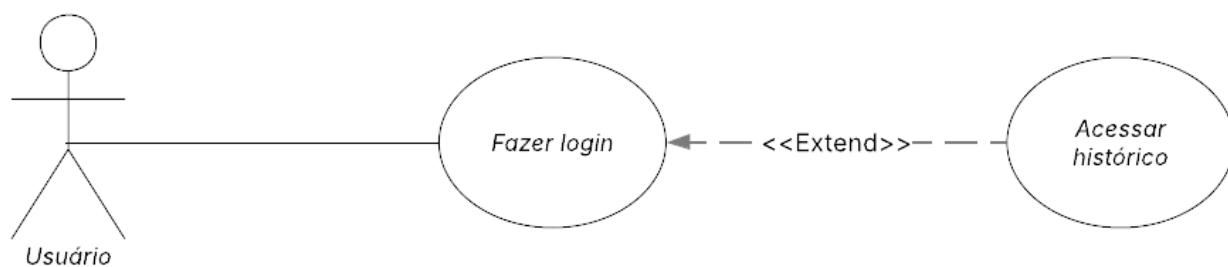 Fazer login
<<Extend>>
Acessar
histórico
Usuário